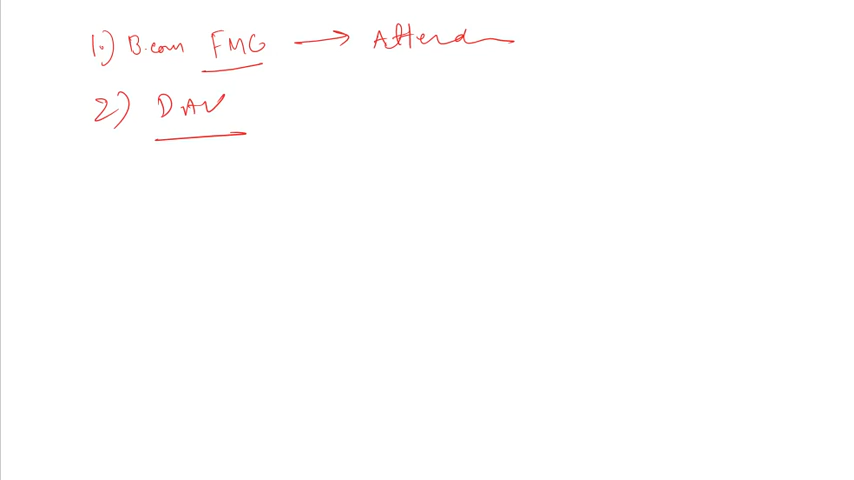 1.) B.com FMG → Attend
2) DAV